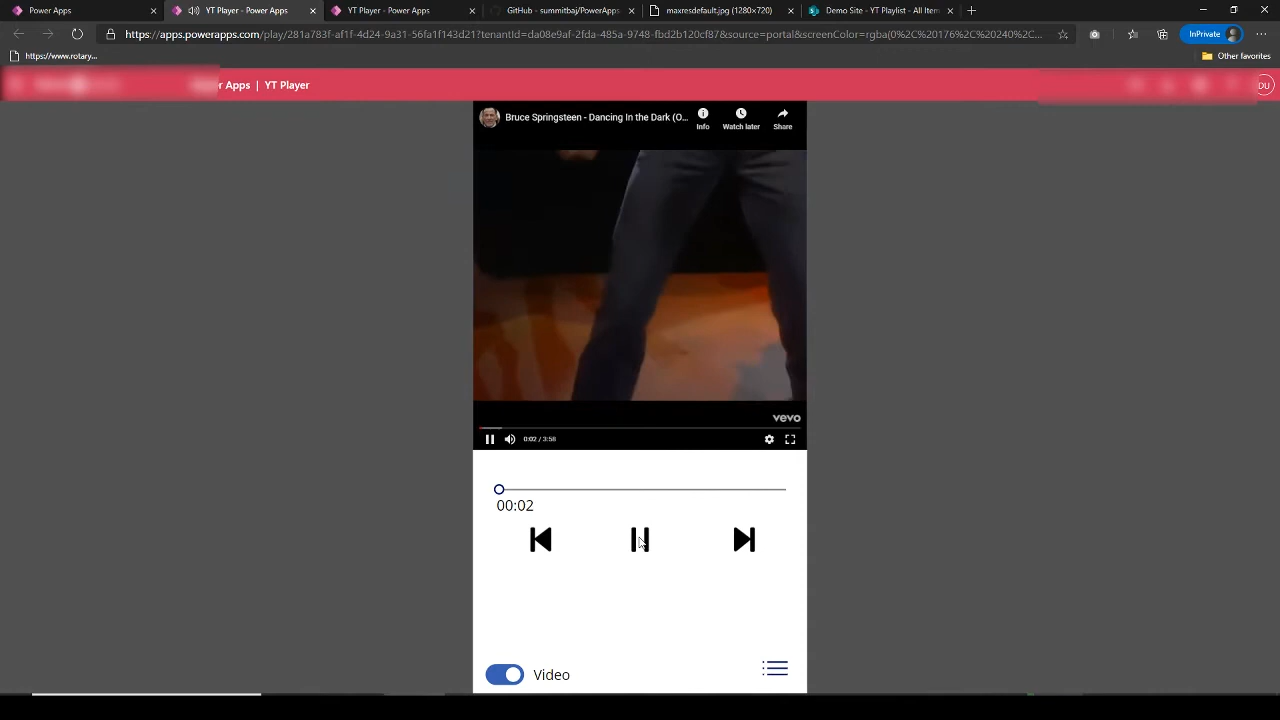 Power Apps
YT Player - Power Apps
YT Player - Power Apps
GitHub - summitbaj/PowerApps
maxresdefault.jpg (1280×720)
Demo Site - YT Playlist - All Item
https://apps.powerapps.com/play/281a783f-af1f-4d24-9a31-56fa1f143d21?tenantId=da08e9af-2fda-485a-9748-fbd2b120cf87&source=portal&screenColor=rgba(0%2C%20176%2C%20240%2C...
InPrivate
https://www.rotary...
Other favorites
r Apps | YT Player
DU
Bruce Springsteen - Dancing In the Dark (O...
Info
Watch later
Share
vevo
0:02 / 3:58
00:02
Video